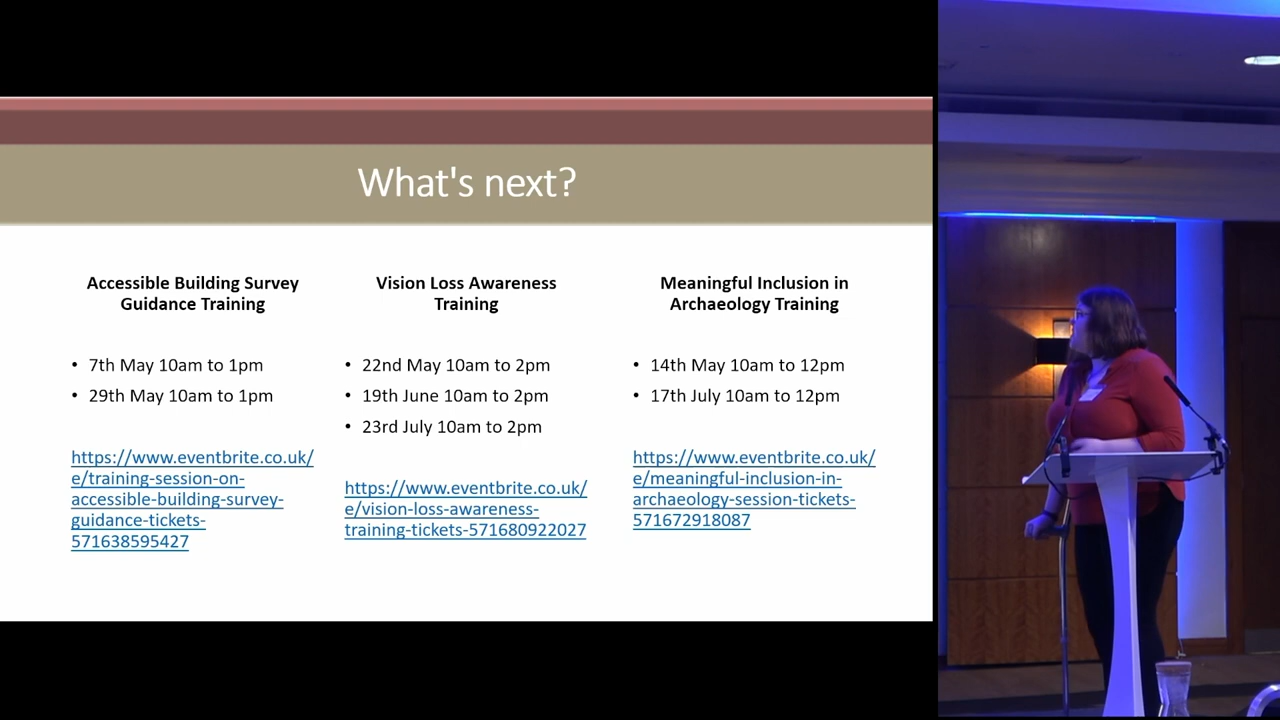 What's next?
Accessible Building Survey
Guidance Training
• 7th May 10am to 1pm
• 29th May 10am to 1pm
https://www.eventbrite.co.uk/
e/training-session-on-
accessible-building-survey-
guidance-tickets-
571638595427
Vision Loss Awareness
Training
• 22nd May 10am to 2pm
• 19th June 10am to 2pm
• 23rd July 10am to 2pm
https://www.eventbrite.co.uk/
e/vision-loss-awareness-
training-tickets-571680922027
Meaningful Inclusion in
Archaeology Training
• 14th May 10am to 12pm
• 17th July 10am to 12pm
https://www.eventbrite.co.uk/
e/meaningful-inclusion-in-
archaeology-session-tickets-
571672918087